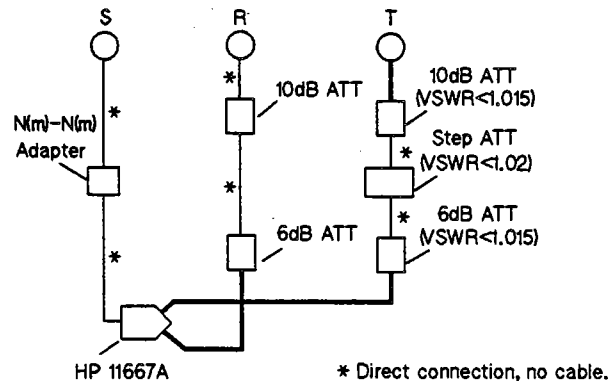 S R T
*
10dB ATT
10dB ATT
(VSWR<1.015)
*
N(m)-N(m)
Adapter
*
*
Step ATT
(VSWR<1.02)
*
*
6dB ATT
6dB ATT
(VSWR<1.015)
HP 11667A
* Direct connection, no cable.